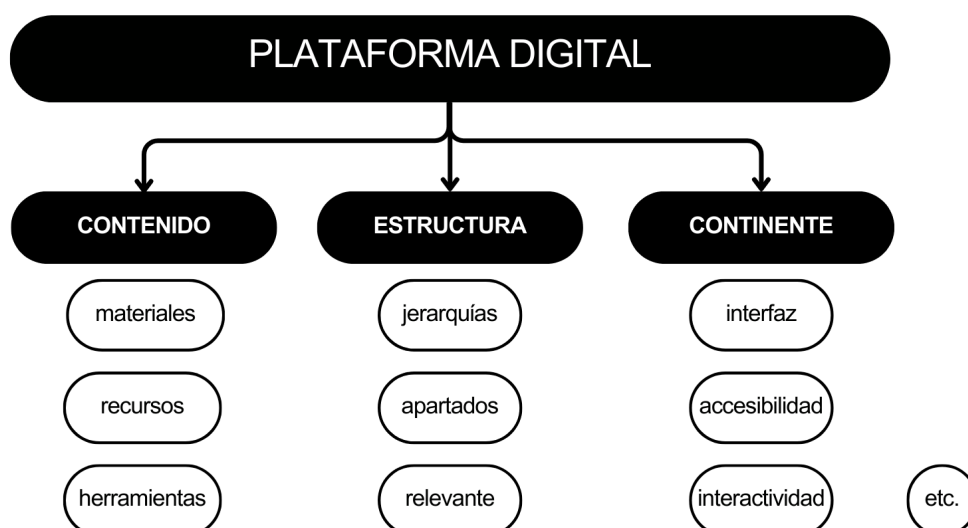 PLATAFORMA DIGITAL
CONTENIDO
ESTRUCTURA
CONTINENTE
materiales
jerarquías
interfaz
recursos
apartados
accesibilidad
herramientas
relevante
interactividad
etc.